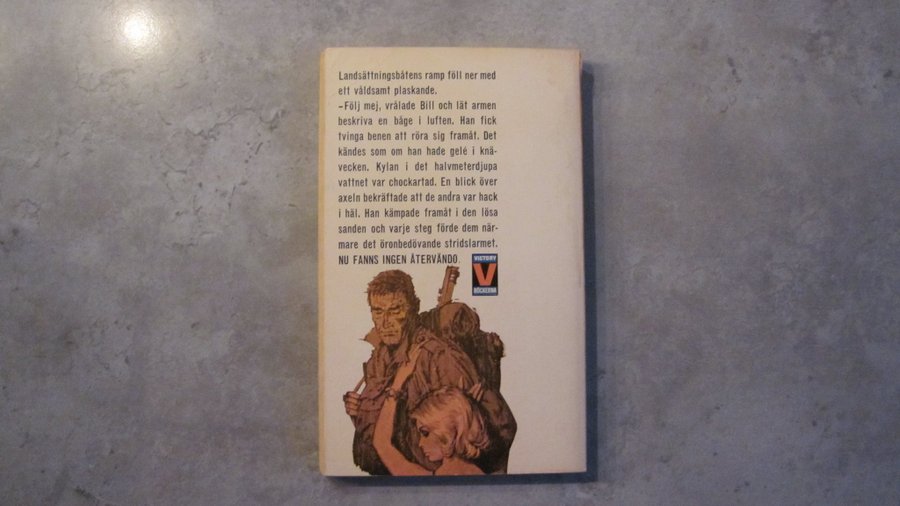 Landsättningsbåtens ramp föll ner med
ett våldsamt plaskande.
–Följ mej, vrålade Bill och lät armen
beskriva en båge i luften. Han fick
tvinga benen att röra sig framåt. Det
kändes som om han hade gelé i knä-
vecken. Kylan i det halvmeterdjupa
vattnet var chockartad. En blick över
axeln bekräftade att de andra var hack
i häl. Han kämpade framåt i den lösa
sanden och varje steg förde dem när-
mare det öronbedövande stridslarmet.
NU FANNS INGEN ÅTERVÄNDO.
VICTORY
V
BÖCKERNA